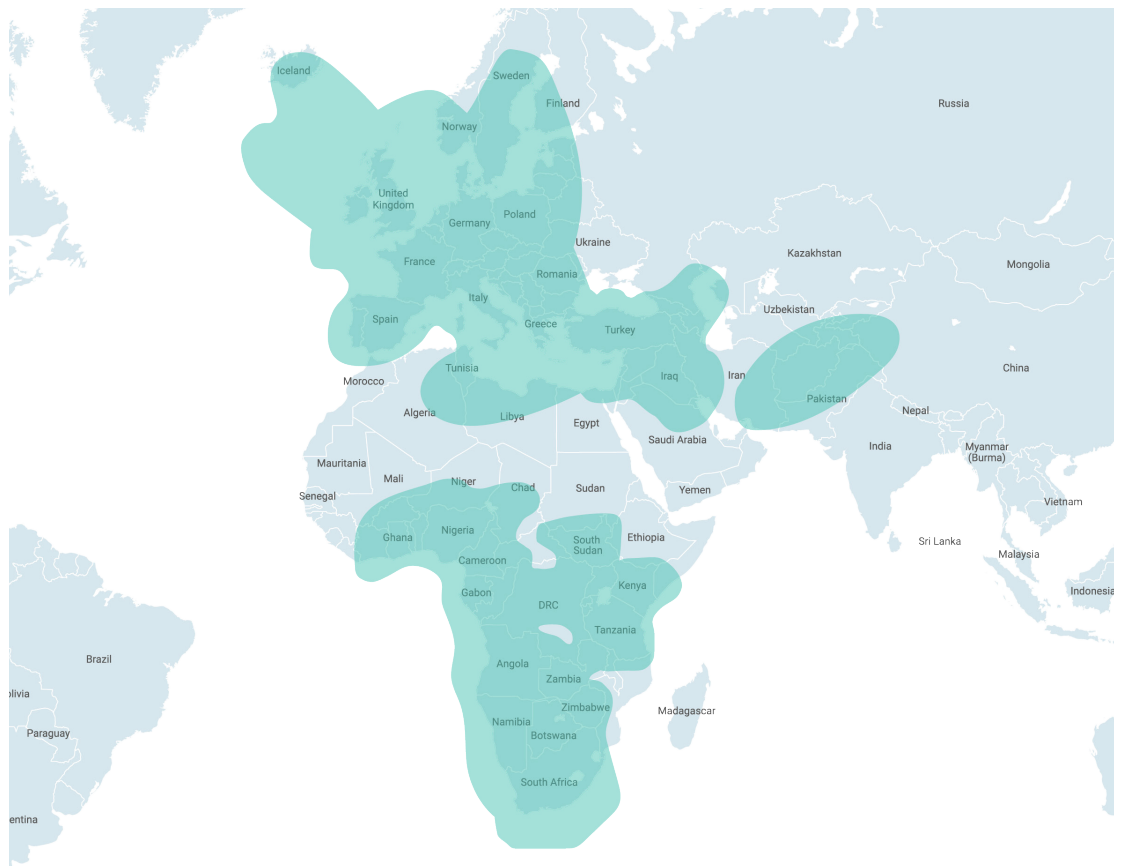 Iceland
Sweden
Finland
Russia
Norway
United
Kingdom
Germany
Poland
Ukraine
Kazakhstan
Mongolia
France
Romania
Italy
Uzbekistan
Spain
Greece
Turkey
Tunisia
China
Iraq
Iran
Morocco
Pakistan
Algeria
Libya
Egypt
Nepal
Saudi Arabia
India
Myanmar
(Burma)
Mauritania
Mali
Niger
Chad
Sudan
Yemen
Senegal
Vietnam
Nigeria
Ghana
South
Sudan
Ethiopia
Sri Lanka
Malaysia
Cameroon
Kenya
Gabon
Indonesia
DRC
Tanzania
Brazil
Angola
Zambia
olivia
Zimbabwe
Madagascar
Namibia
Paraguay
Botswana
South Africa
entina